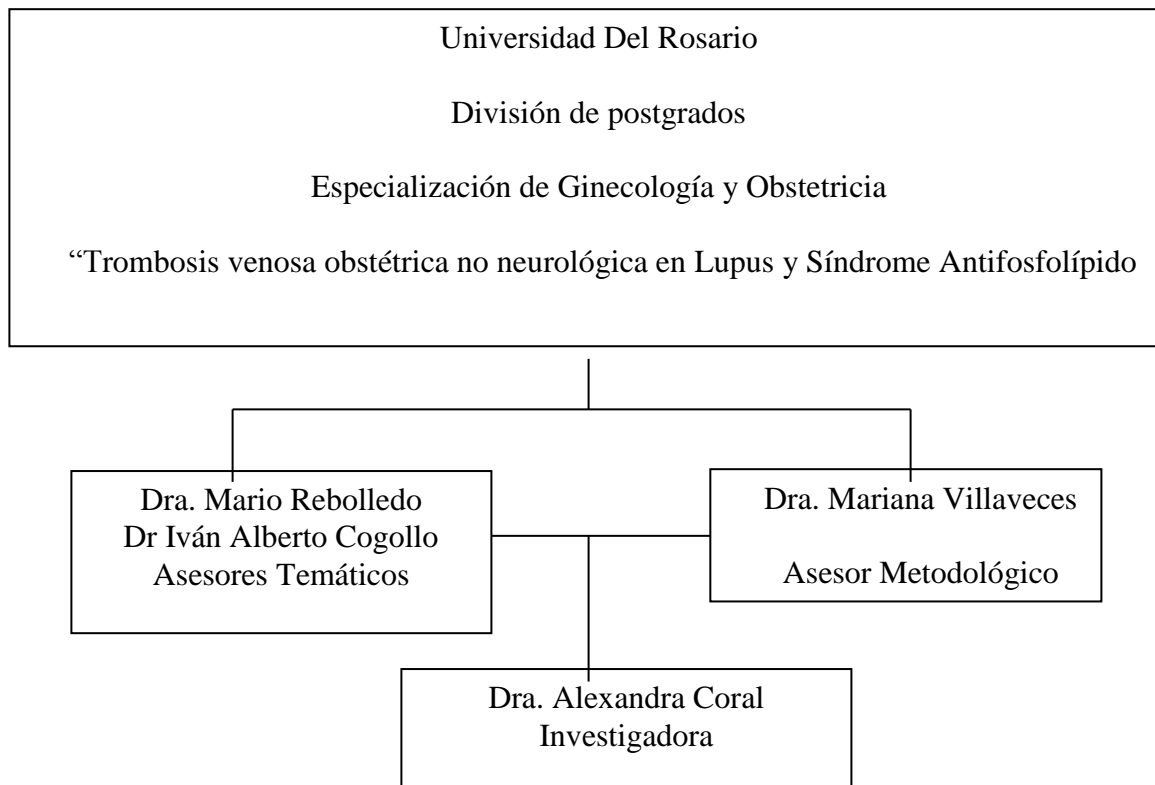 Universidad Del Rosario
División de postgrados
Especialización de Ginecología y Obstetricia
“Trombosis venosa obstétrica no neurológica en Lupus y Síndrome Antifosfolípido
Dra. Mario Rebolledo
Dr Iván Alberto Cogollo
Asesores Temáticos
Dra. Mariana Villaveces
Asesor Metodológico
Dra. Alexandra Coral
Investigadora